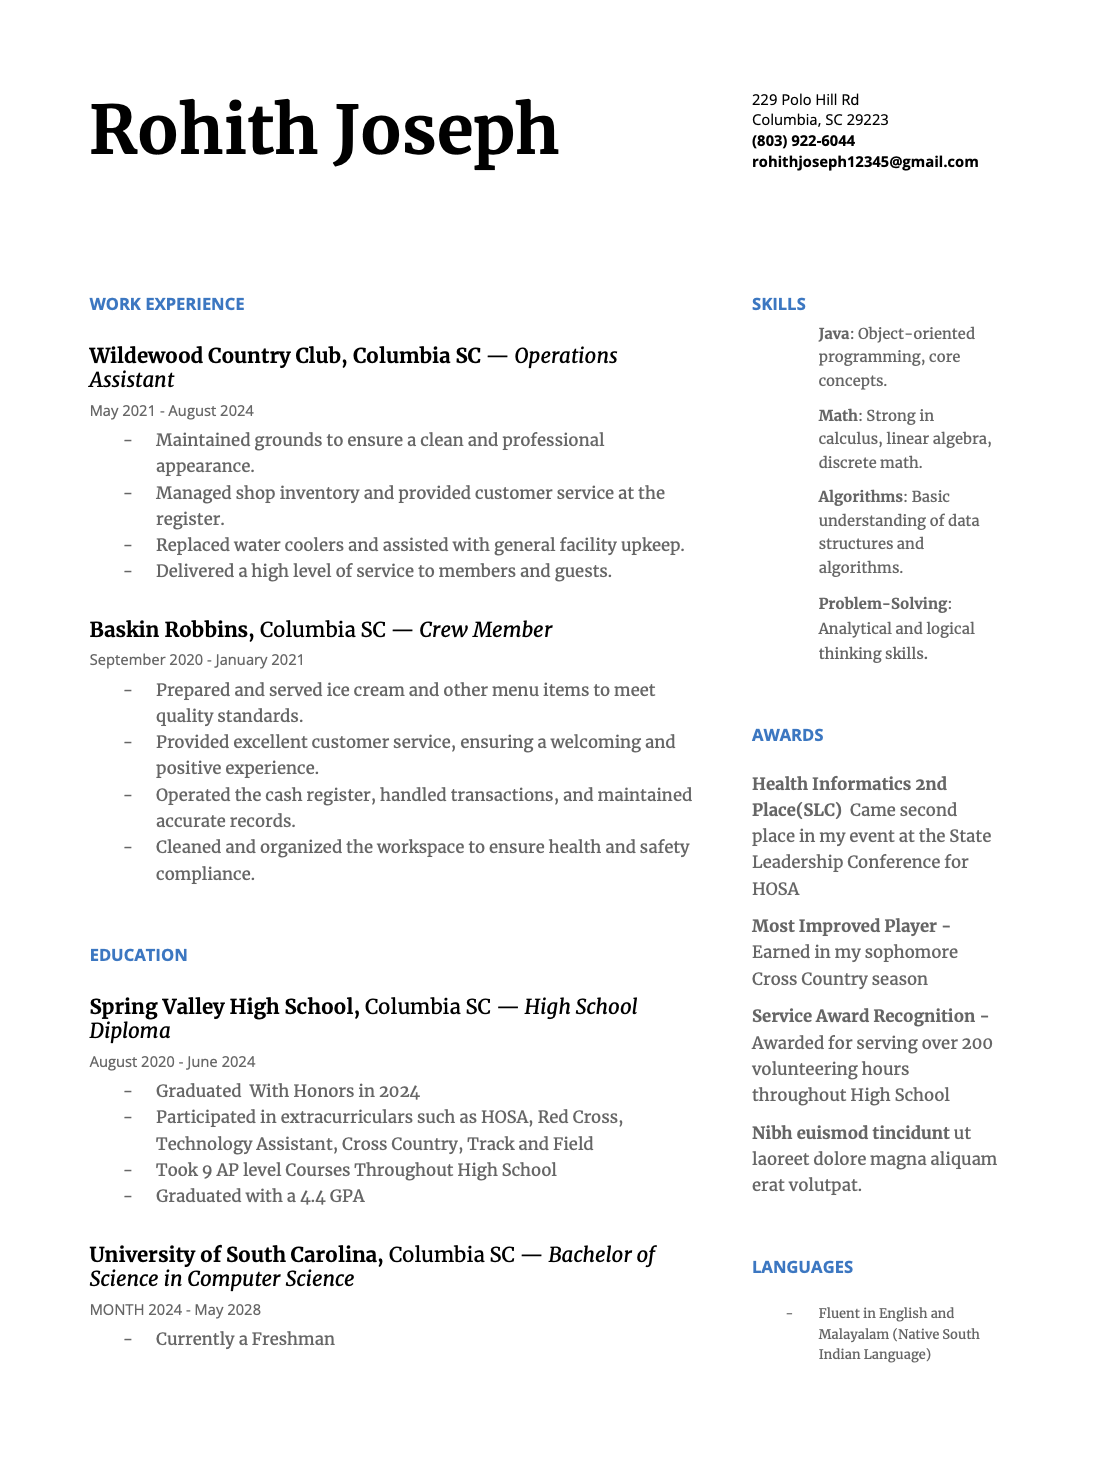 Rohith Joseph
229 Polo Hill Rd
Columbia, SC 29223
(803) 922-6044
rohithjoseph12345@gmail.com
WORK EXPERIENCE
Wildewood Country Club, Columbia SC — Operations
Assistant
May 2021 - August 2024
- Maintained grounds to ensure a clean and professional
appearance.
- Managed shop inventory and provided customer service at the
register.
- Replaced water coolers and assisted with general facility upkeep.
- Delivered a high level of service to members and guests.
Baskin Robbins, Columbia SC — Crew Member
September 2020 - January 2021
- Prepared and served ice cream and other menu items to meet
quality standards.
- Provided excellent customer service, ensuring a welcoming and
positive experience.
- Operated the cash register, handled transactions, and maintained
accurate records.
- Cleaned and organized the workspace to ensure health and safety
compliance.
EDUCATION
Spring Valley High School, Columbia SC — High School
Diploma
August 2020 - June 2024
- Graduated  With Honors in 2024
- Participated in extracurriculars such as HOSA, Red Cross,
Technology Assistant, Cross Country, Track and Field
- Took 9 AP level Courses Throughout High School
- Graduated with a 4.4 GPA
University of South Carolina, Columbia SC — Bachelor of
Science in Computer Science
MONTH 2024 - May 2028
- Currently a Freshman
SKILLS
Java: Object-oriented
programming, core
concepts.
Math: Strong in
calculus, linear algebra,
discrete math.
Algorithms: Basic
understanding of data
structures and
algorithms.
Problem-Solving:
Analytical and logical
thinking skills.
AWARDS
Health Informatics 2nd
Place(SLC)  Came second
place in my event at the State
Leadership Conference for
HOSA
Most Improved Player -
Earned in my sophomore
Cross Country season
Service Award Recognition -
Awarded for serving over 200
volunteering hours
throughout High School
Nibh euismod tincidunt ut
laoreet dolore magna aliquam
erat volutpat.
LANGUAGES
- Fluent in English and
Malayalam (Native South
Indian Language)